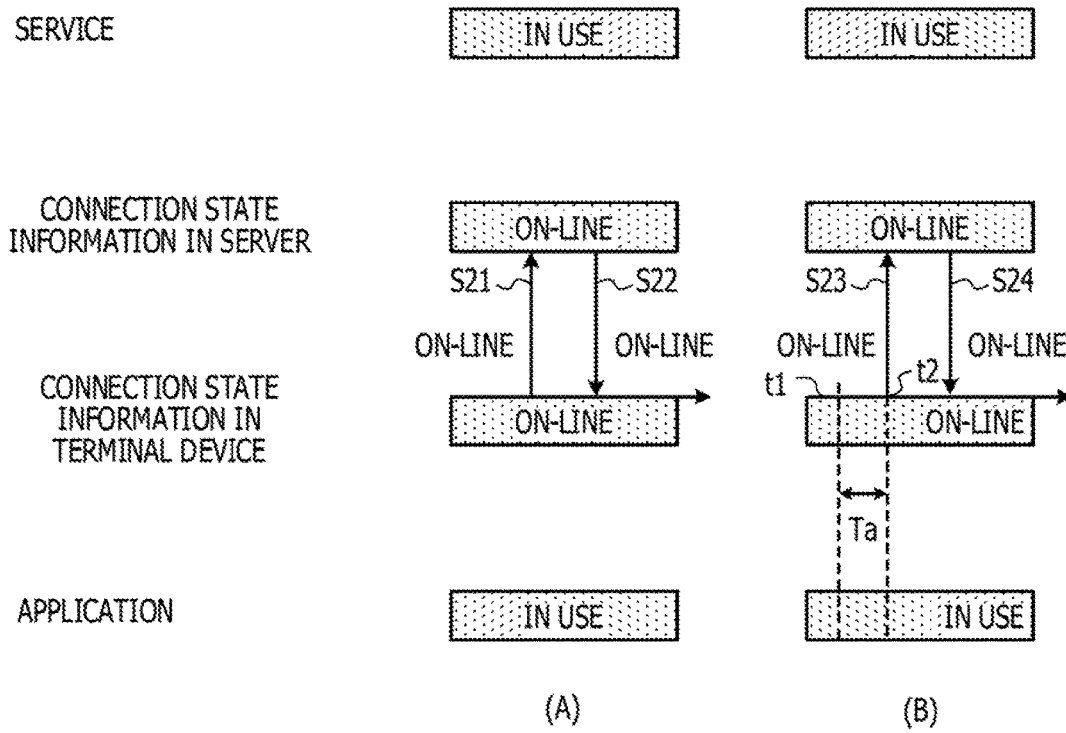 SERVICE
IN USE
IN USE
CONNECTION STATE
INFORMATION IN SERVER
ON-LINE
ON-LINE
S21
S22
S23
S24
ON-LINE
ON-LINE
ON-LINE
ON-LINE
CONNECTION STATE
INFORMATION IN
TERMINAL DEVICE
t1
t2
ON-LINE
ON-LINE
Ta
APPLICATION
IN USE
IN USE
(A)
(B)